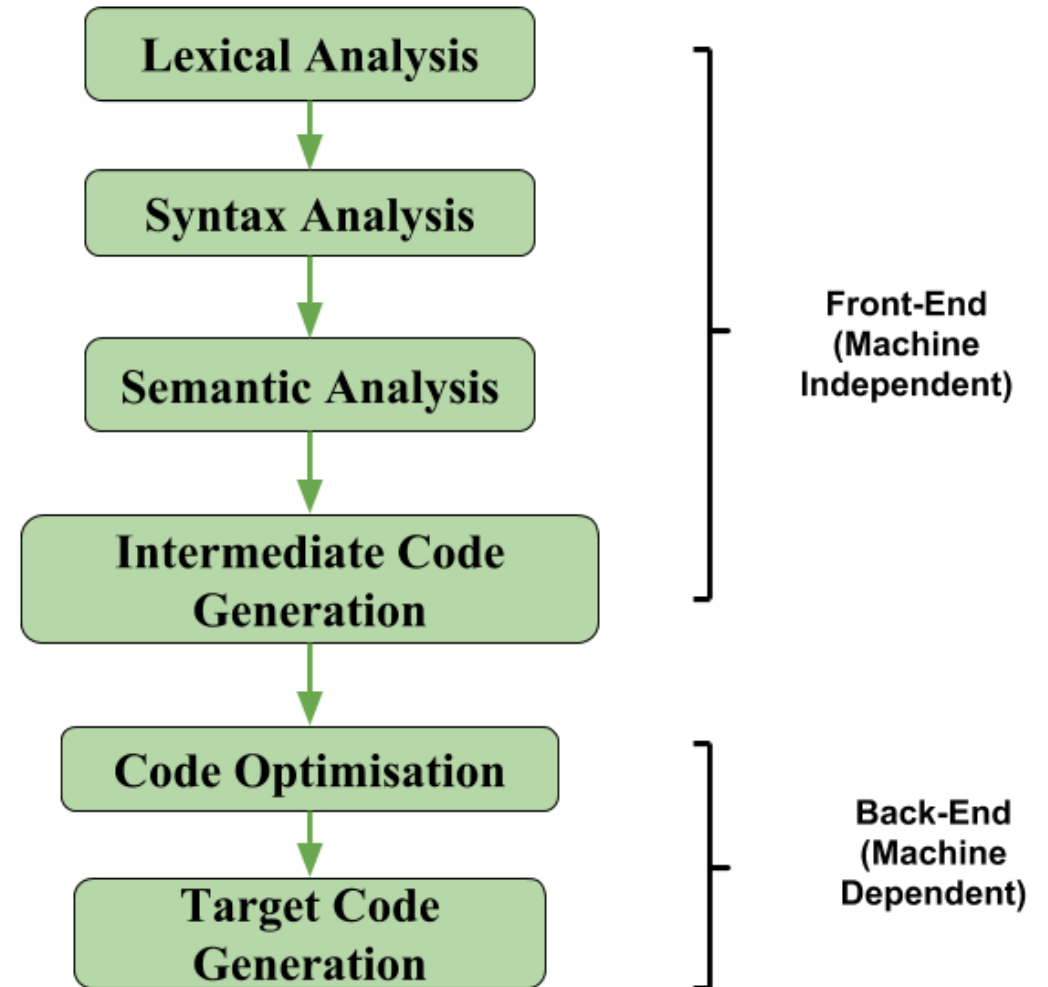 Lexical Analysis
Syntax Analysis
Semantic Analysis
Intermediate Code
Generation
Front-End
(Machine
Independent)
Code Optimisation
Target Code
Generation
Back-End
(Machine
Dependent)